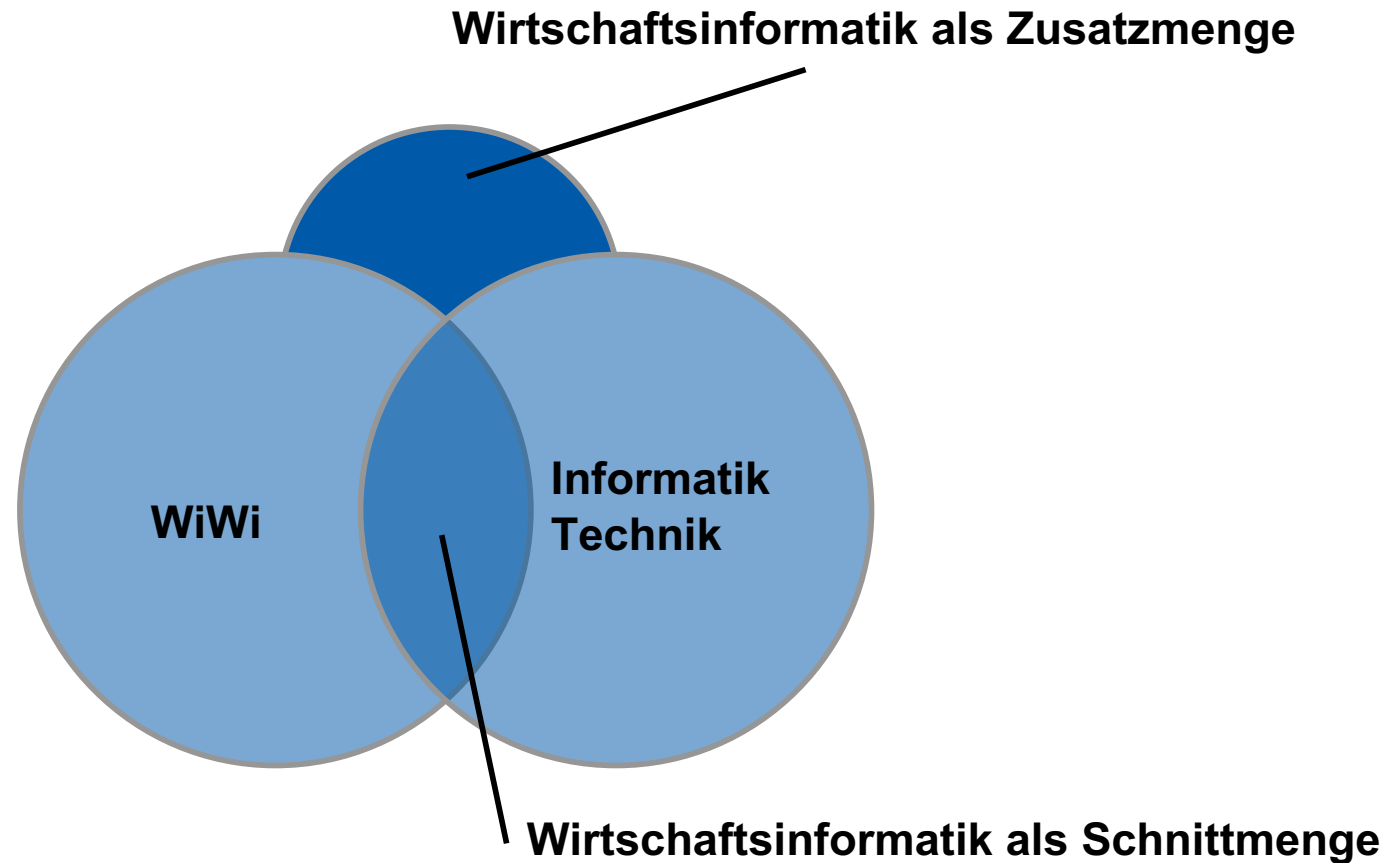 Wirtschaftsinformatik als Zusatzmenge
WiWi
Informatik
Technik
Wirtschaftsinformatik als Schnittmenge